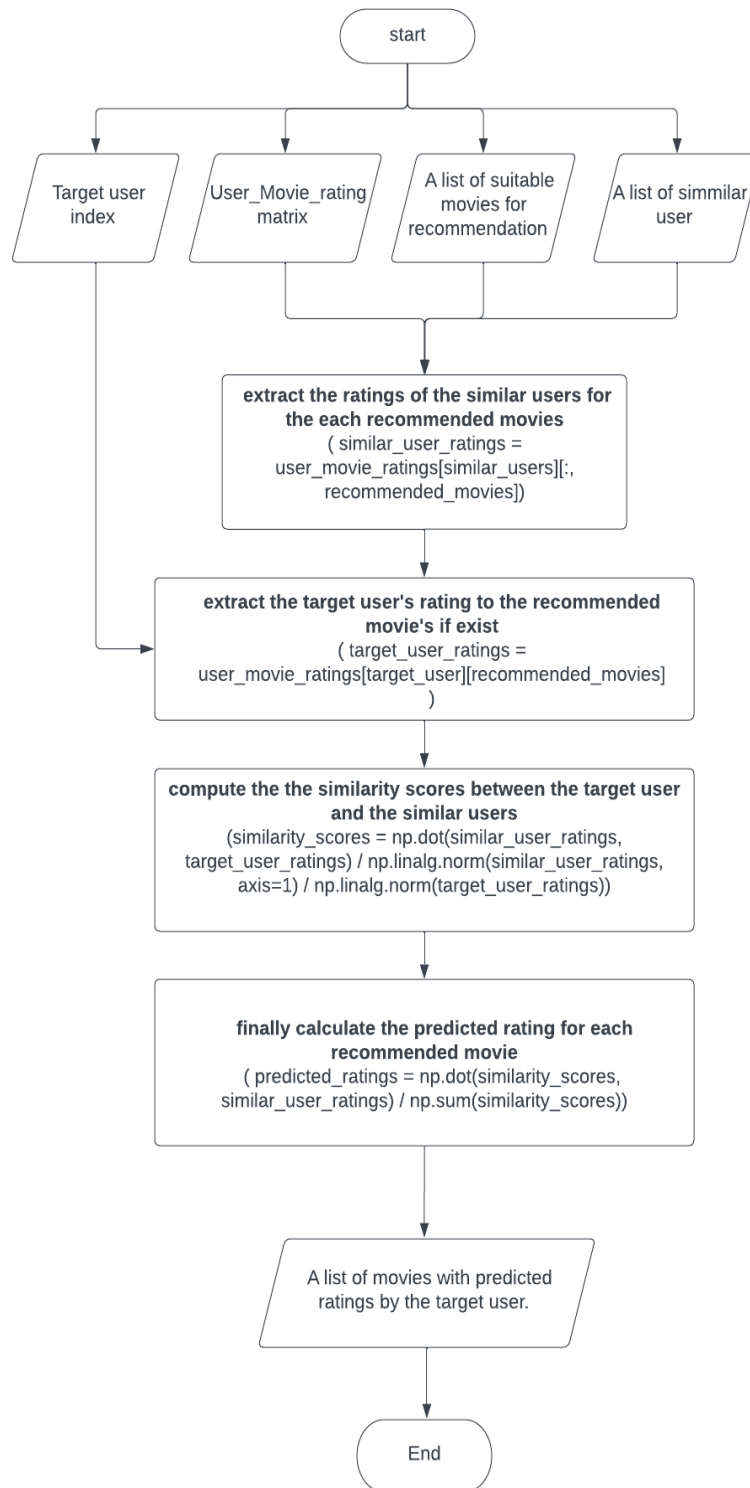 start
Target user
index
User_Movie_rating
matrix
A list of suitable
movies for
recommendation
A list of simmilar
user
extract the ratings of the similar users for
the each recommended movies
( similar_user_ratings =
user_movie_ratings[similar_users][:,
recommended_movies])
extract the target user's rating to the recommended
movie's if exist
( target_user_ratings =
user_movie_ratings[target_user][recommended_movies]
)
compute the the similarity scores between the target user
and the similar users
(similarity_scores = np.dot(similar_user_ratings,
target_user_ratings) / np.linalg.norm(similar_user_ratings,
axis=1) / np.linalg.norm(target_user_ratings))
finally calculate the predicted rating for each
recommended movie
( predicted_ratings = np.dot(similarity_scores,
similar_user_ratings) / np.sum(similarity_scores))
A list of movies with predicted
ratings by the target user.
End